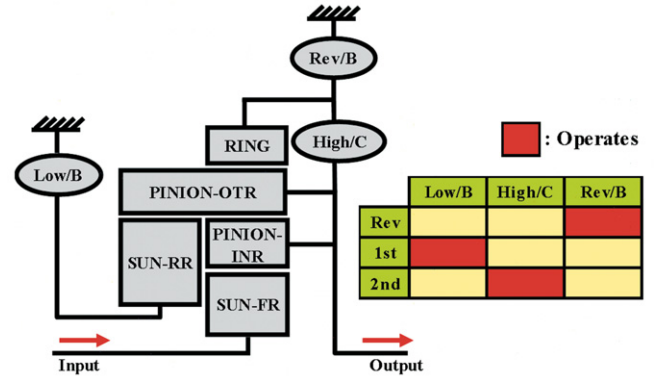 Rev/B
RING
High/C
: Operates
Low/B
PINION-OTR
PINION-
INR
SUN-RR
SUN-FR
Input
Output
Low/B High/C Rev/B
Rev
1st
2nd